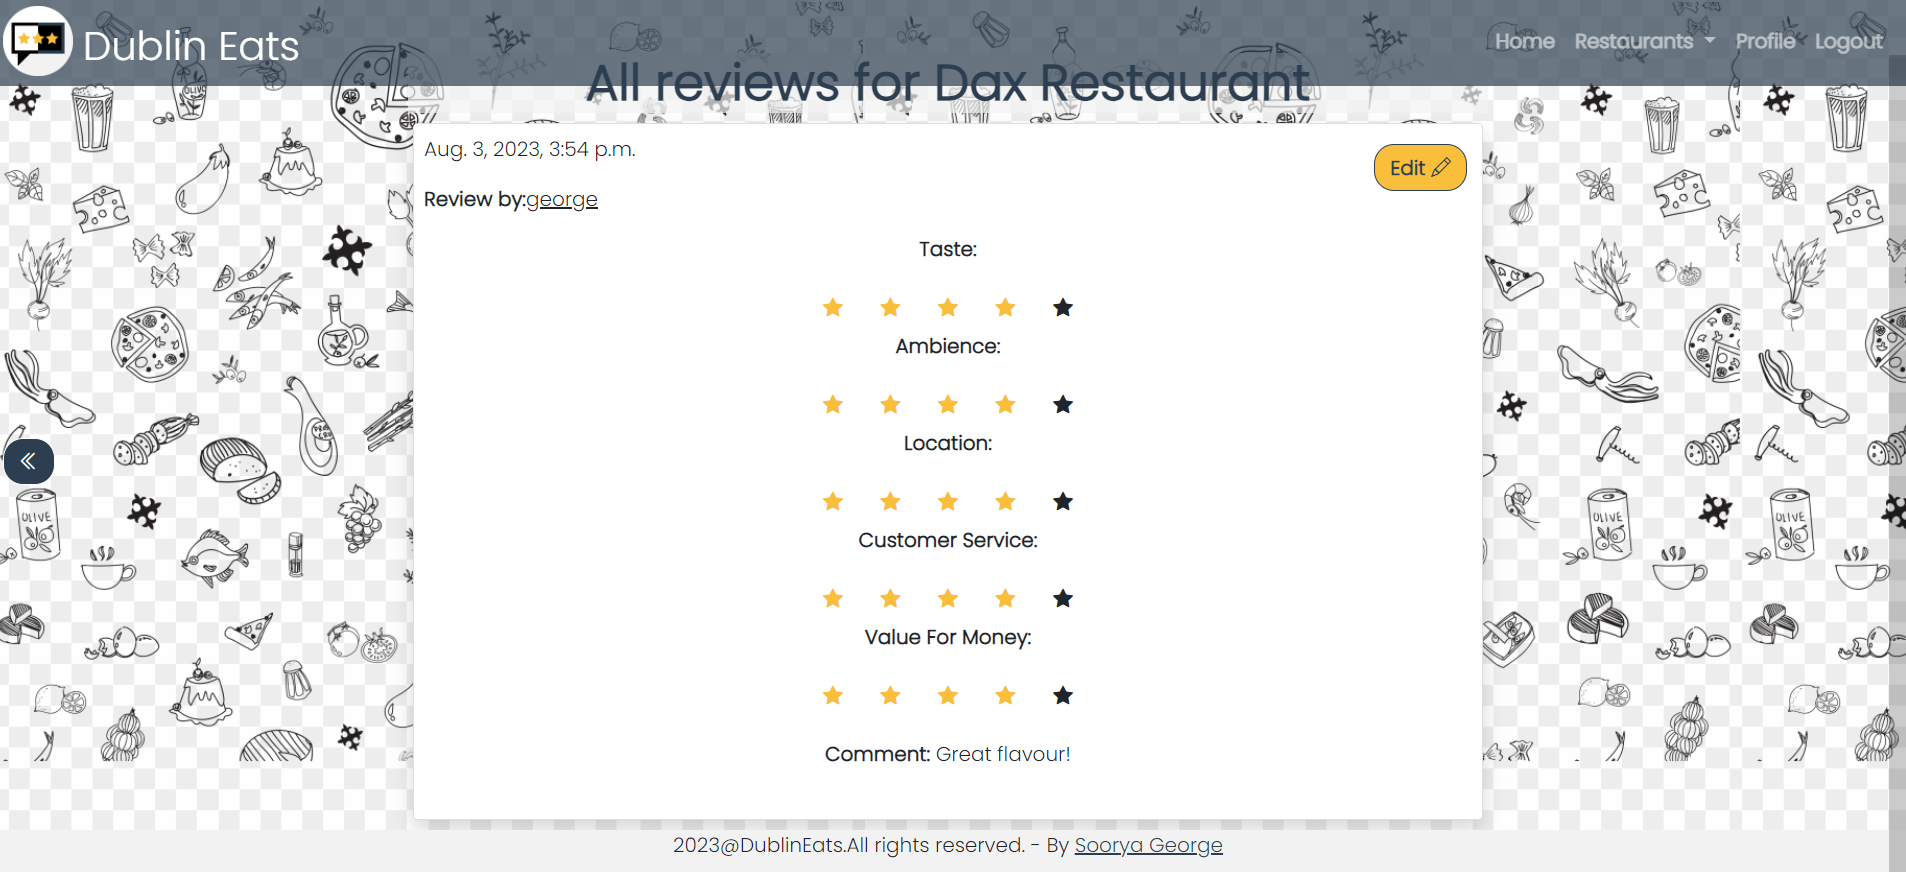 Dublin Eats
Home Restaurants Profile Logout
All reviews for Dax Restaurant
Aug. 3, 2023, 3:54 p.m.
Edit
Review by:george
Taste:
Ambience:
Location:
Customer Service:
Value For Money:
Comment: Great flavour!
OLIVE
OLIVE
OLIVE
2023@DublinEats.All rights reserved. - By Soorya George